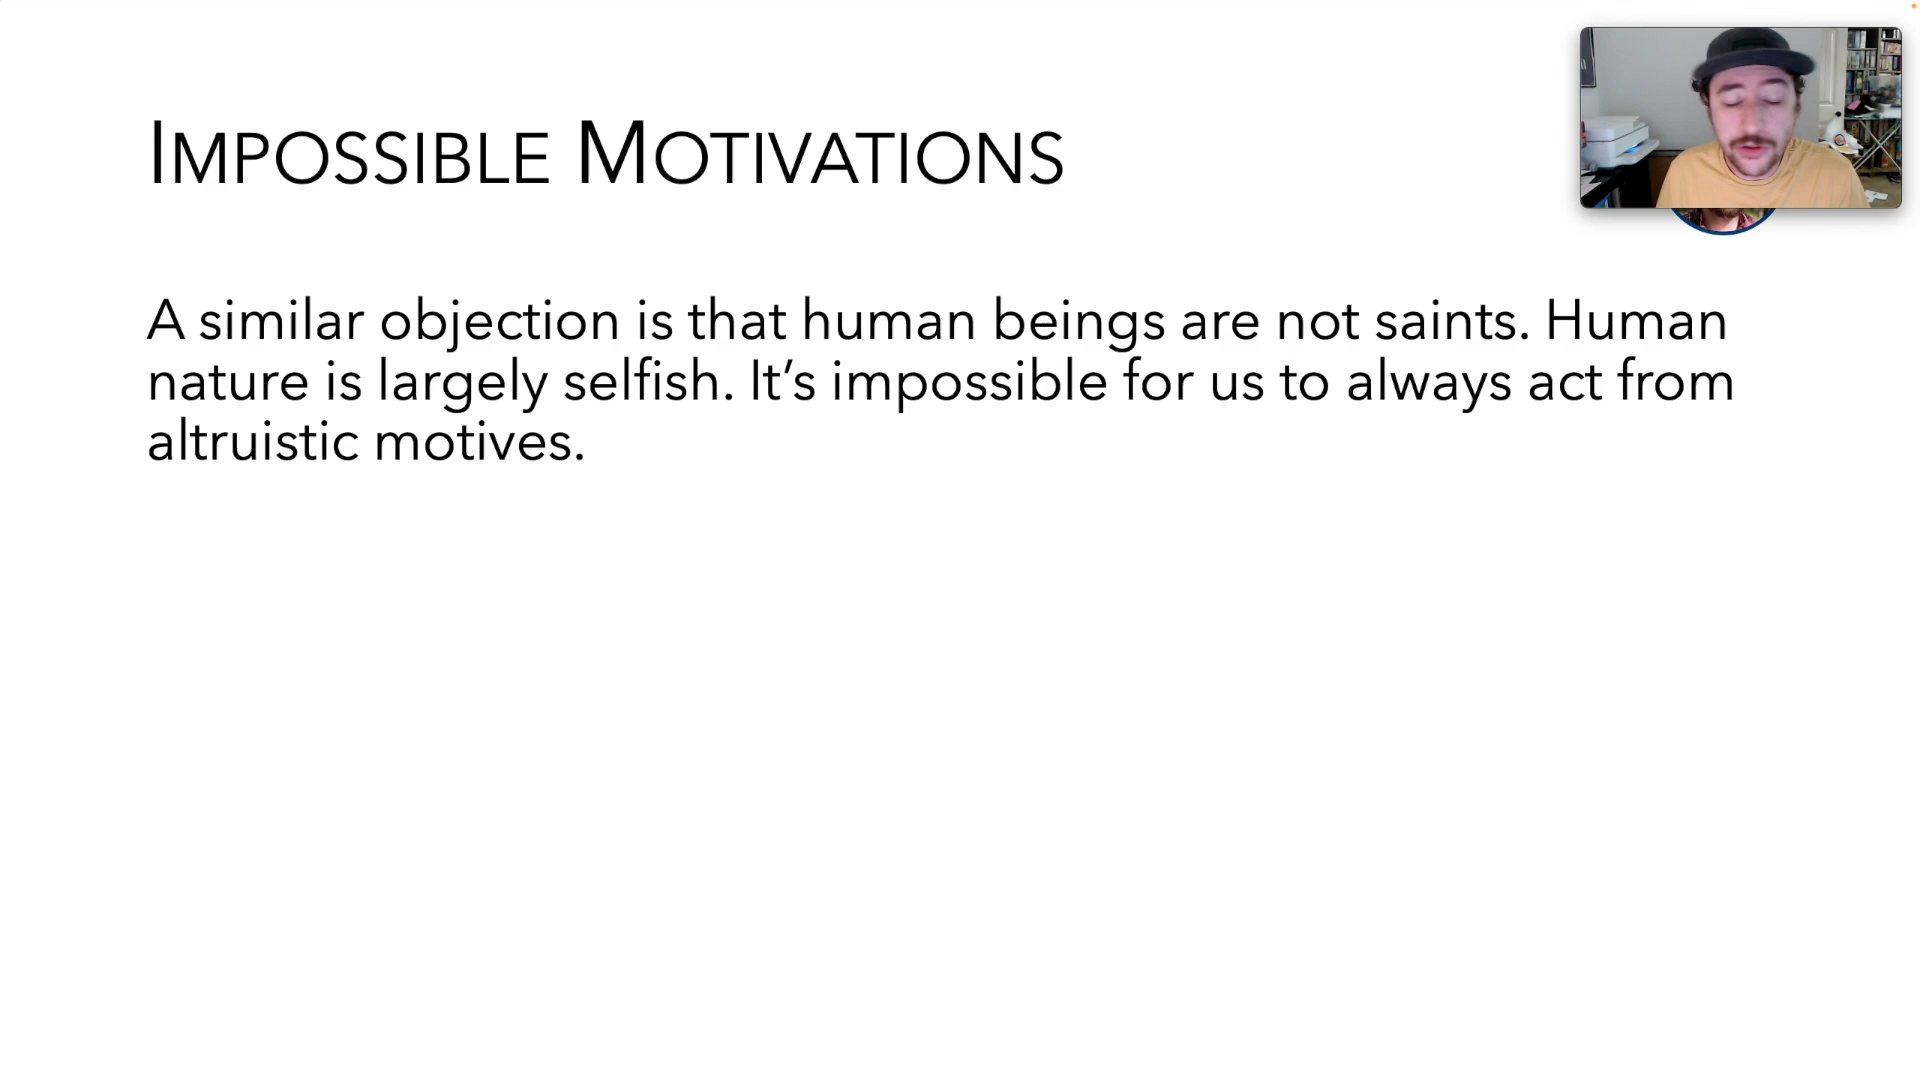 IMPOSSIBLE MOTIVATIONS
A similar objection is that human beings are not saints. Human
nature is largely selfish. It’s impossible for us to always act from
altruistic motives.